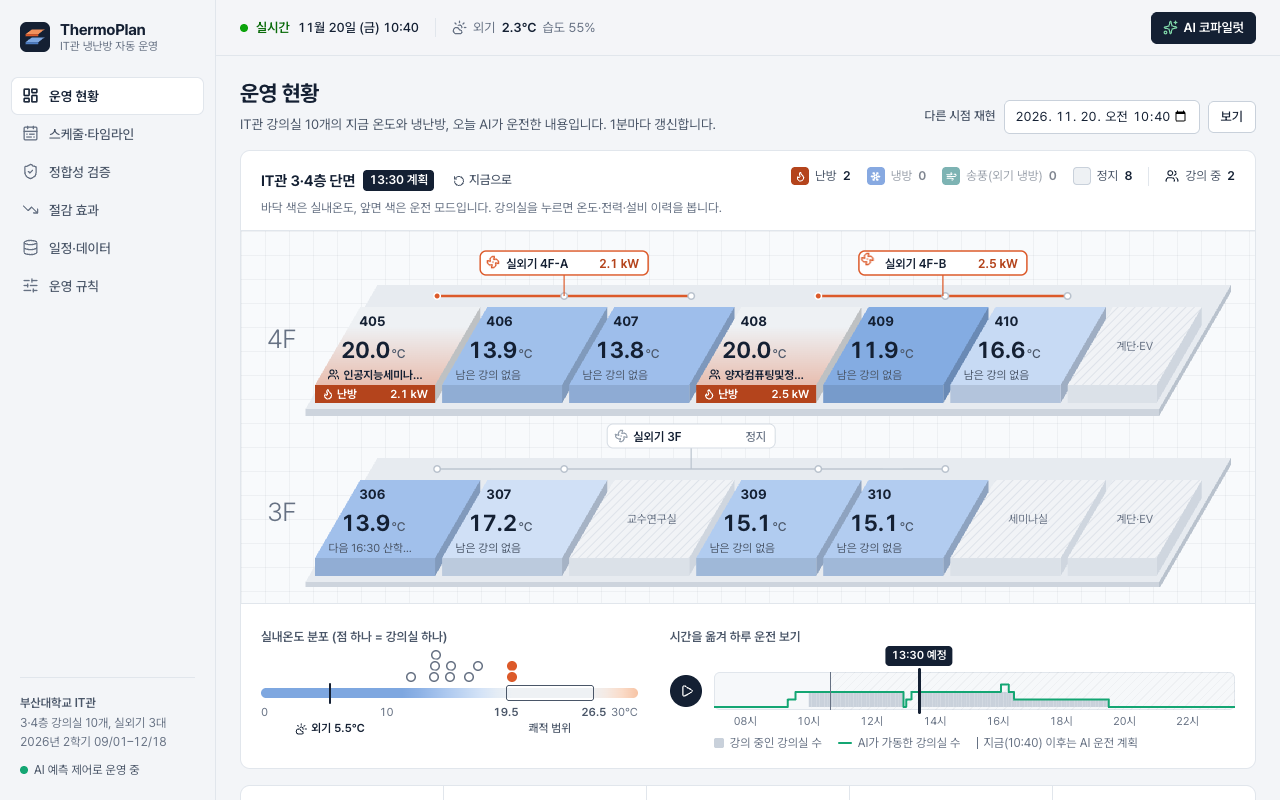 ThermoPlan
IT관 냉난방 자동 운영
운영 현황
스케줄·타임라인
정합성 검증
절감 효과
일정·데이터
운영 규칙
부산대학교 IT관
3·4층 강의실 10개, 실외기 3대
2026년 2학기 09/01–12/18
AI 예측 제어로 운영 중
실시간 11월 20일 (금) 10:40 외기 2.3°C 습도 55%
AI 코파일럿
운영 현황
IT관 강의실 10개의 지금 온도와 냉난방, 오늘 AI가 운전한 내용입니다. 1분마다 갱신합니다.
다른 시점 재현 2026. 11. 20. 오전 10:40 보기
IT관 3·4층 단면 13:30 계획 지금으로
난방 2 냉방 0 송풍(외기 냉방) 0 정지 8 강의 중 2
바닥 색은 실내온도, 앞면 색은 운전 모드입니다. 강의실을 누르면 온도·전력·설비 이력을 봅니다.
실외기 4F-A 2.1 kW
실외기 4F-B 2.5 kW
4F
405
20.0°C
인공지능세미나…
난방 2.1 kW
406
13.9°C
남은 강의 없음
407
13.8°C
남은 강의 없음
408
20.0°C
양자컴퓨팅및정…
난방 2.5 kW
409
11.9°C
남은 강의 없음
410
16.6°C
남은 강의 없음
계단·EV
실외기 3F 정지
3F
306
13.9°C
다음 16:30 산학…
307
17.2°C
남은 강의 없음
교수연구실
309
15.1°C
남은 강의 없음
310
15.1°C
남은 강의 없음
세미나실
계단·EV
실내온도 분포 (점 하나 = 강의실 하나)
0 10 19.5 26.5 30°C
외기 5.5°C 쾌적 범위
시간을 옮겨 하루 운전 보기
13:30 예정
08시 10시 12시 14시 16시 18시 20시 22시
강의 중인 강의실 수 AI가 가동한 강의실 수 지금(10:40) 이후는 AI 운전 계획